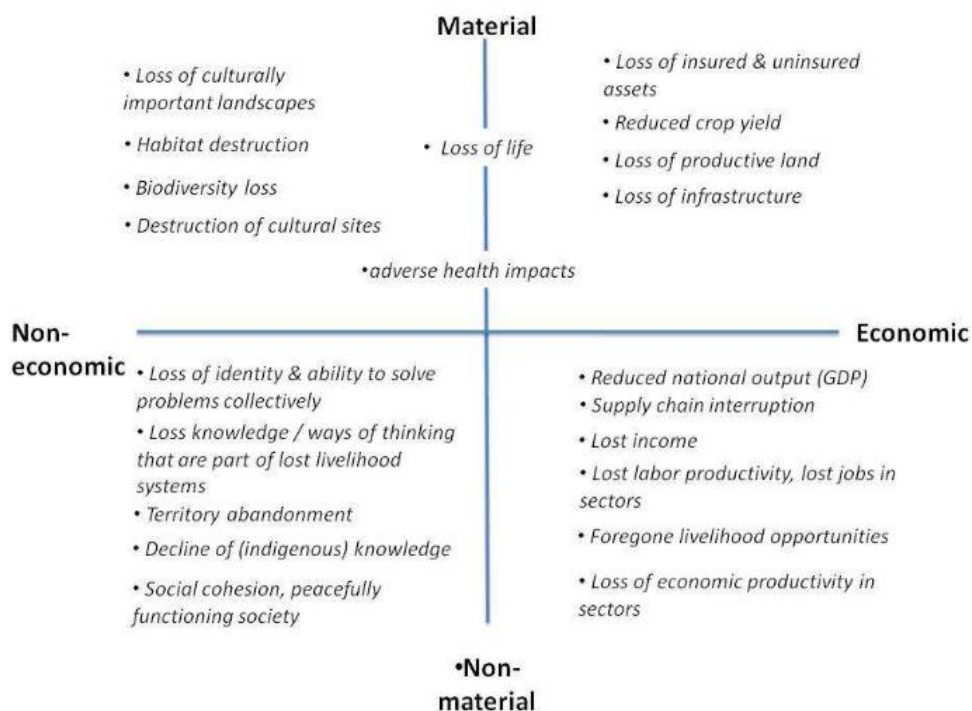 Material
• Loss of culturally
important landscapes
• Habitat destruction
• Biodiversity loss
• Destruction of cultural sites
• Loss of life
• Loss of insured & uninsured
assets
• Reduced crop yield
• Loss of productive land
• Loss of infrastructure
•adverse health impacts
Non-
economic
Economic
• Loss of identity & ability to solve
problems collectively
• Loss knowledge / ways of thinking
that are part of lost livelihood
systems
• Territory abandonment
• Decline of (indigenous) knowledge
• Social cohesion, peacefully
functioning society
• Reduced national output (GDP)
• Supply chain interruption
• Lost income
• Lost labor productivity, lost jobs in
sectors
• Foregone livelihood opportunities
• Loss of economic productivity in
sectors
•Non-
material